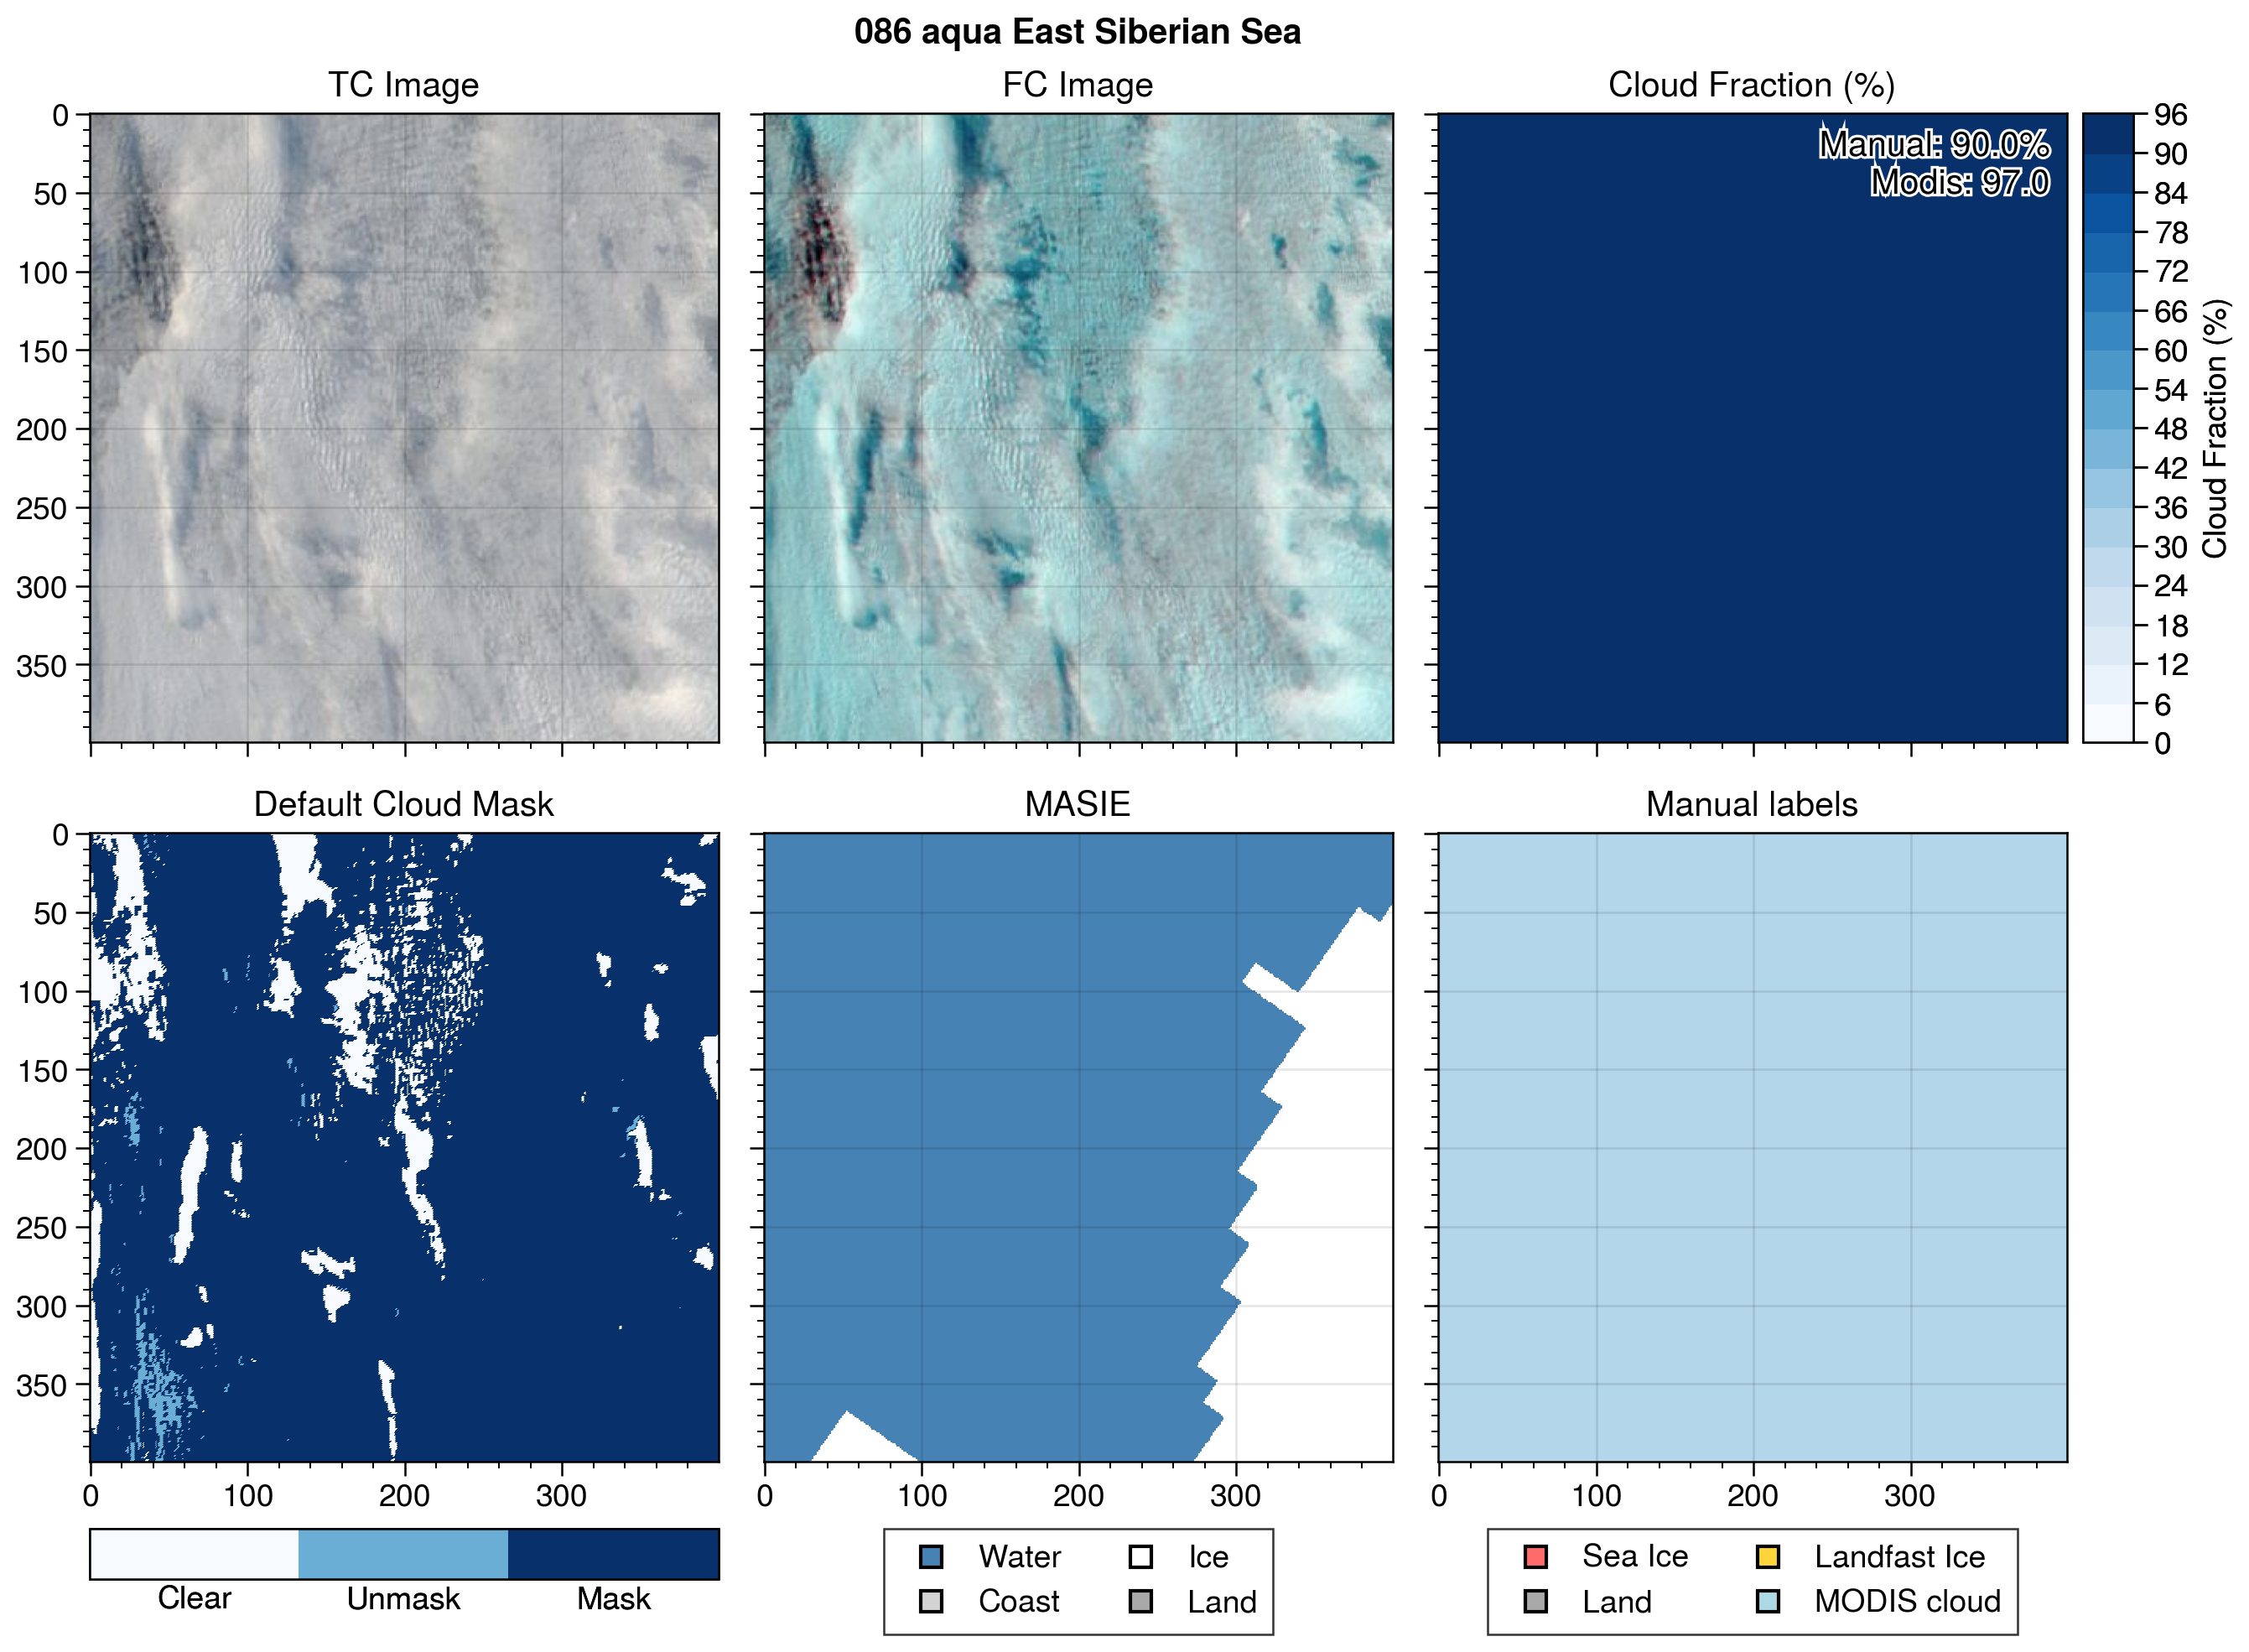 086 aqua East Siberian Sea
TC Image
FC Image
Cloud Fraction (%)
0
50
100
150
200
250
300
350
Manual: 90.0%
Modis: 97.0
96
90
84
78
72
66
60
54
48
42
36
30
24
18
12
6
0
Cloud Fraction (%)
Default Cloud Mask
MASIE
Manual labels
0
50
100
150
200
250
300
350
0 100 200 300
0 100 200 300
0 100 200 300
Clear Unmask Mask
Water Ice
Coast Land
Sea Ice Landfast Ice
Land MODIS cloud